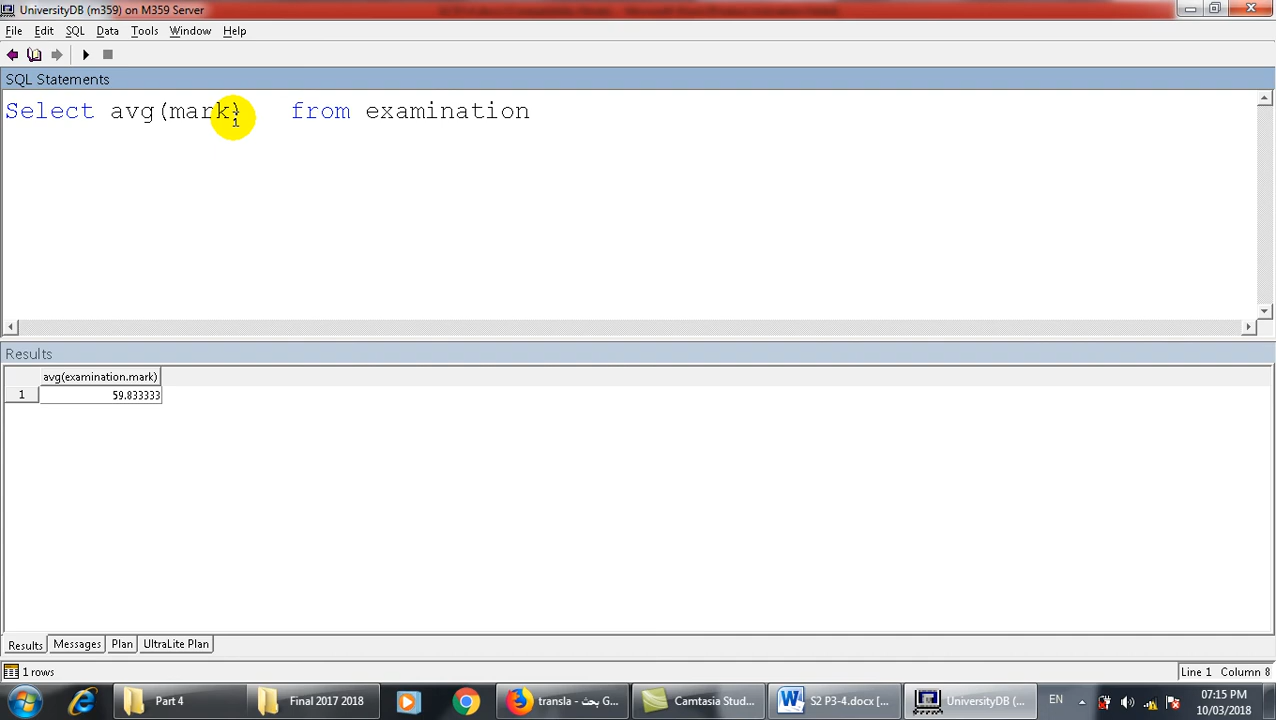 UniversityDB (m359) on M359 Server
File Edit SQL Data Tools Window Help
SQL Statements
Select avg(mark) from examination
Results
avg(examination.mark)
1 59.833333
Results Messages Plan UltraLite Plan
1 rows Line 1 Column 8
Part 4 Final 2017 2018 transla - بحث G... Camtasia Stud... S2 P3-4.docx [... UniversityDB (... EN 07:15 PM
10/03/2018